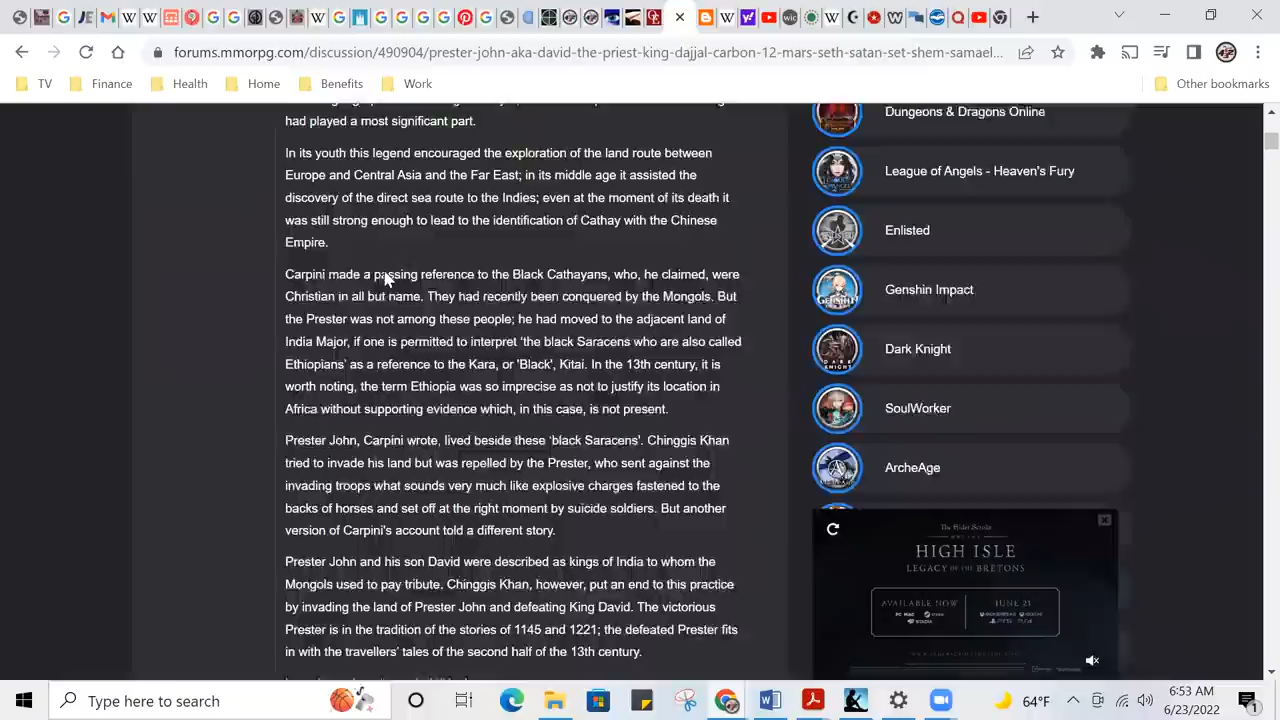 forums.mmorpg.com/discussion/490904/prester-john-aka-david-the-priest-king-dajjal-carbon-12-mars-seth-satan-set-shem-samael...
TV
Finance
Health
Home
Benefits
Work
Other bookmarks
had played a most significant part.
In its youth this legend encouraged the exploration of the land route between
Europe and Central Asia and the Far East; in its middle age it assisted the
discovery of the direct sea route to the Indies; even at the moment of its death it
was still strong enough to lead to the identification of Cathay with the Chinese
Empire.
Carpini made a passing reference to the Black Cathayans, who, he claimed, were
Christian in all but name. They had recently been conquered by the Mongols. But
the Prester was not among these people; he had moved to the adjacent land of
India Major, if one is permitted to interpret ‘the black Saracens who are also called
Ethiopians’ as a reference to the Kara, or 'Black', Kitai. In the 13th century, it is
worth noting, the term Ethiopia was so imprecise as not to justify its location in
Africa without supporting evidence which, in this case, is not present.
Prester John, Carpini wrote, lived beside these ‘black Saracens’. Chinggis Khan
tried to invade his land but was repelled by the Prester, who sent against the
invading troops what sounds very much like explosive charges fastened to the
backs of horses and set off at the right moment by suicide soldiers. But another
version of Carpini's account told a different story.
Prester John and his son David were described as kings of India to whom the
Mongols used to pay tribute. Chinggis Khan, however, put an end to this practice
by invading the land of Prester John and defeating King David. The victorious
Prester is in the tradition of the stories of 1145 and 1221; the defeated Prester fits
in with the travellers’ tales of the second half of the 13th century.
Dungeons & Dragons Online
League of Angels - Heaven's Fury
Enlisted
Genshin Impact
Dark Knight
SoulWorker
ArcheAge
The Elder Scrolls
HIGH ISLE
LEGACY OF THE BRETONS
AVAILABLE NOW
JUNE 21
Type here to search
64°F
6:53 AM
6/23/2022